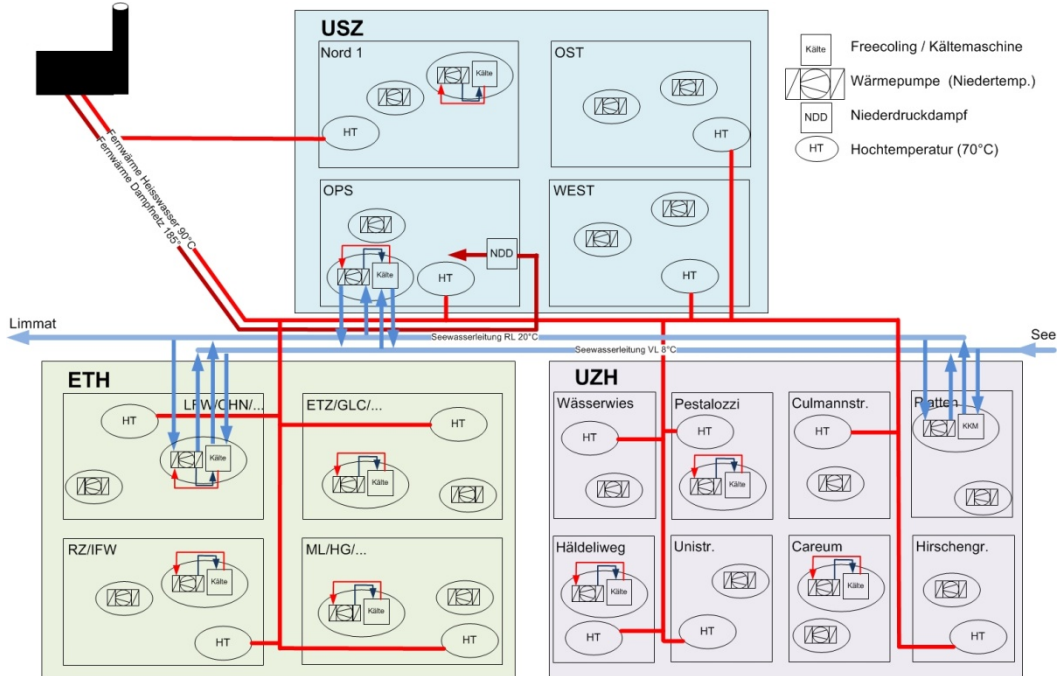 USZ
Nord 1
Kälte
HT
OST
HT
OPS
Kälte
HT
NDD
WEST
HT
Kälte
Freecoling / Kältemaschine
Wärmepumpe (Niedertemp.)
NDD
Niederdruckdampf
HT
Hochtemperatur (70°C)
Fernwärme Heisswasser 90°C
Fernwärme Dampfnetz 185°
Limmat
Seewasserleitung RL 20°C
Seewasserleitung VL 8°C
See
ETH
LFW/CHN/...
HT
Kälte
ETZ/GLC/...
HT
Kälte
RZ/IFW
Kälte
HT
ML/HG/...
Kälte
HT
UZH
Wässerwies
HT
Pestalozzi
HT
Kälte
Culmannstr.
HT
Platten
KKM
Häldeliweg
Kälte
HT
Unistr.
HT
Careum
Kälte
Hirschengr.
HT